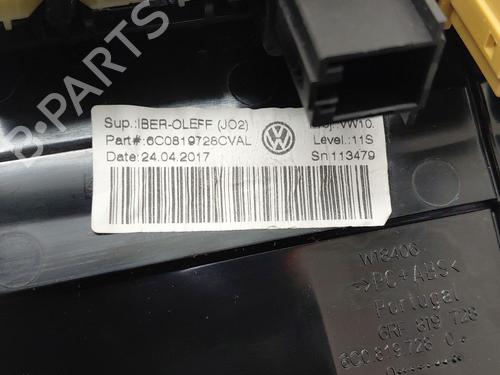 B-PARTS
Sup.:IBER-OLEFF (JO2)
Part#.:6C0819728CVAL
Date:24.04.2017
VW10.
Level.:11S
Sn113479
W18406
>PC+ABS<
Portugal
6RF 819 728
6C0 819 728